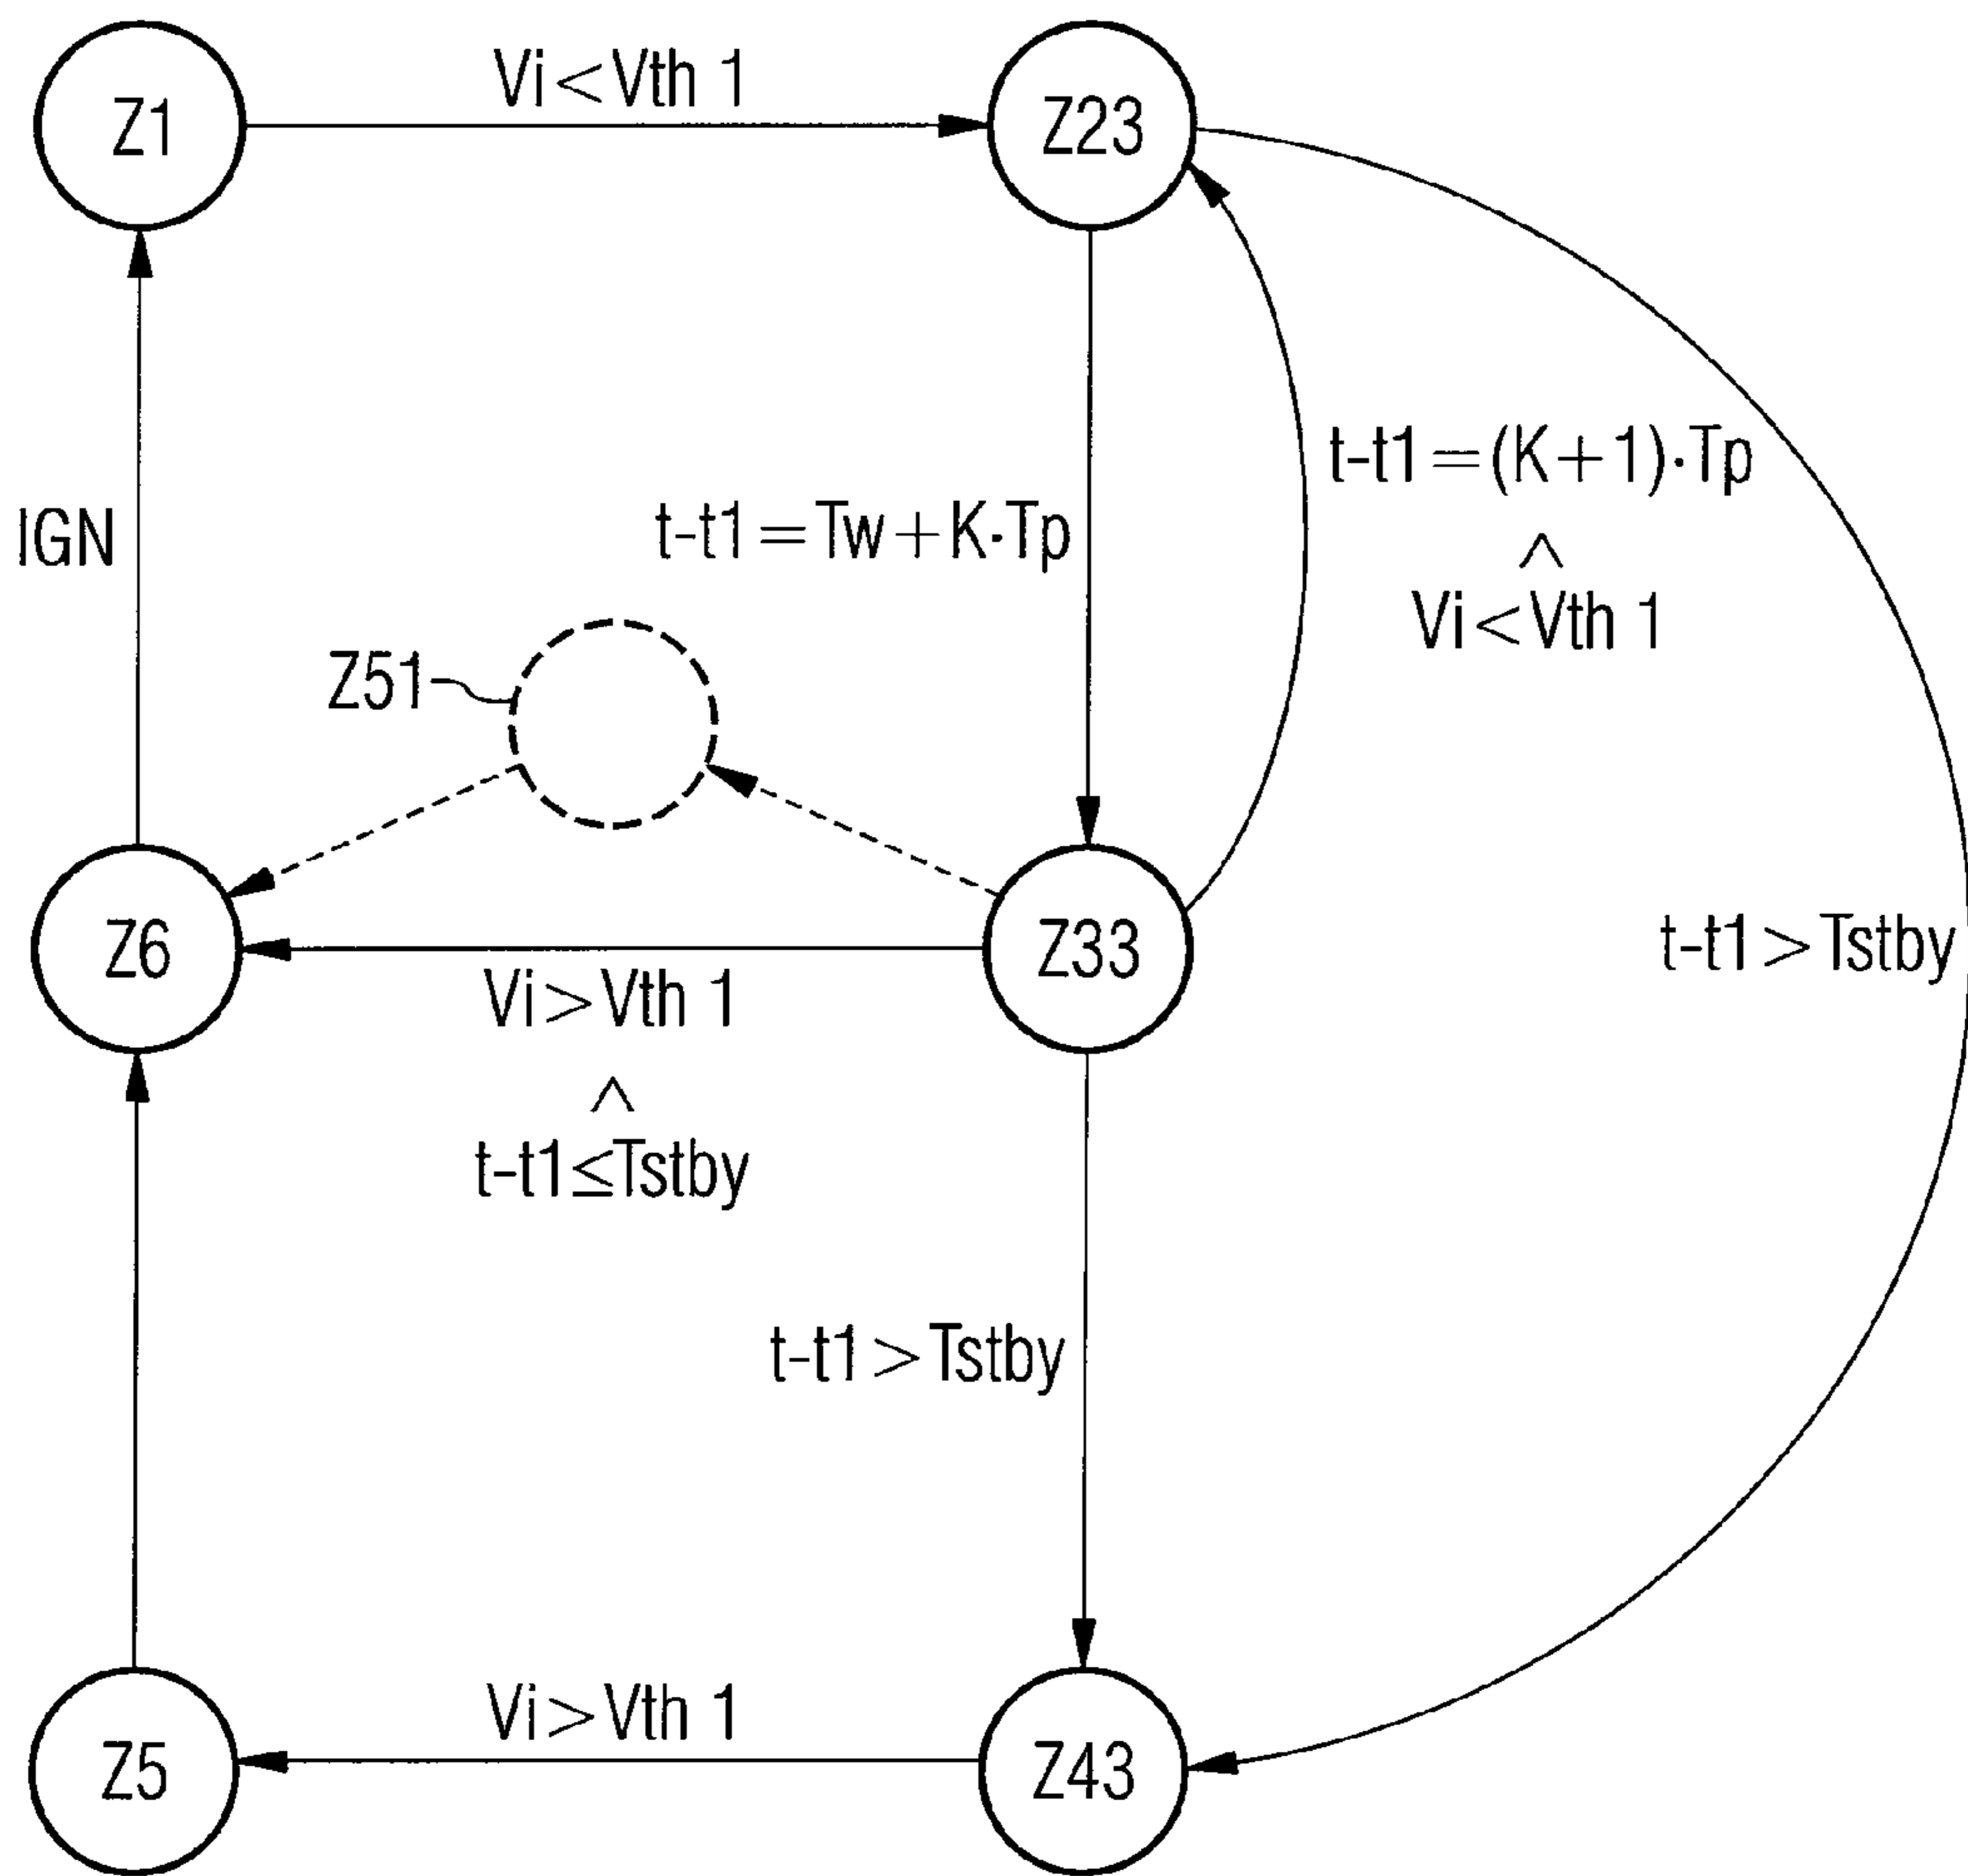 Vi<Vth 1
Z1
Z23
t-t1=(K+1)·Tp
^
Vi<Vth 1
IGN
t-t1=Tw+K·Tp
Z51
Z6
Z33
t-t1>Tstby
Vi>Vth 1
^
t-t1≤Tstby
t-t1>Tstby
Vi>Vth 1
Z5
Z43